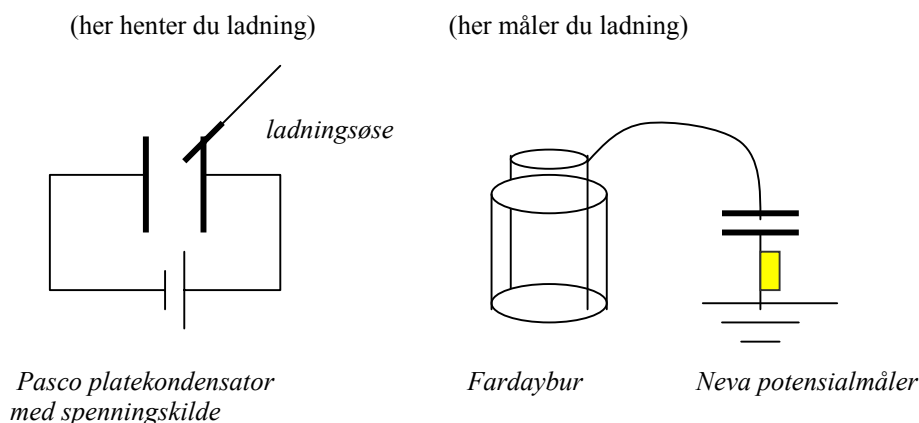 (her henter du ladning) (her måler du ladning)
ladningsøse
Pasco platekondensator
med spenningskilde
Fardaybur
Neva potensialmåler